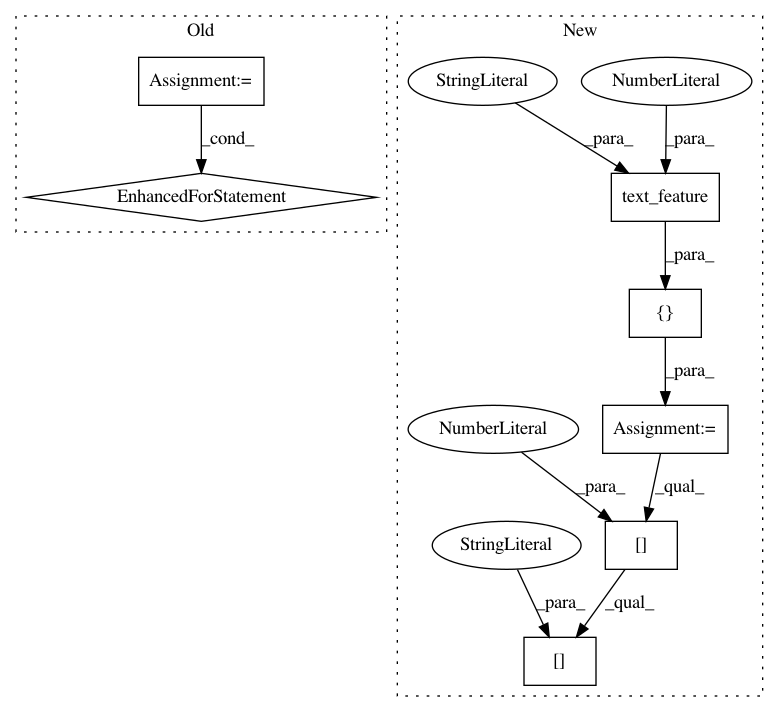 Old
New
Assignment:=
StringLiteral
NumberLiteral
_cond_
_para_
_para_
EnhancedForStatement
text_feature
_para_
{}
_para_
NumberLiteral
Assignment:=
_para_
_qual_
StringLiteral
[]
_para_
_qual_
[]